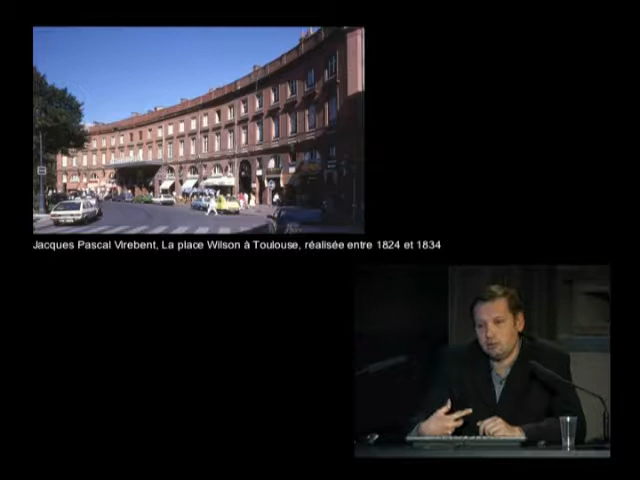 Jacques Pascal Virebent, La place Wilson à Toulouse, réalisée entre 1824 et 1834